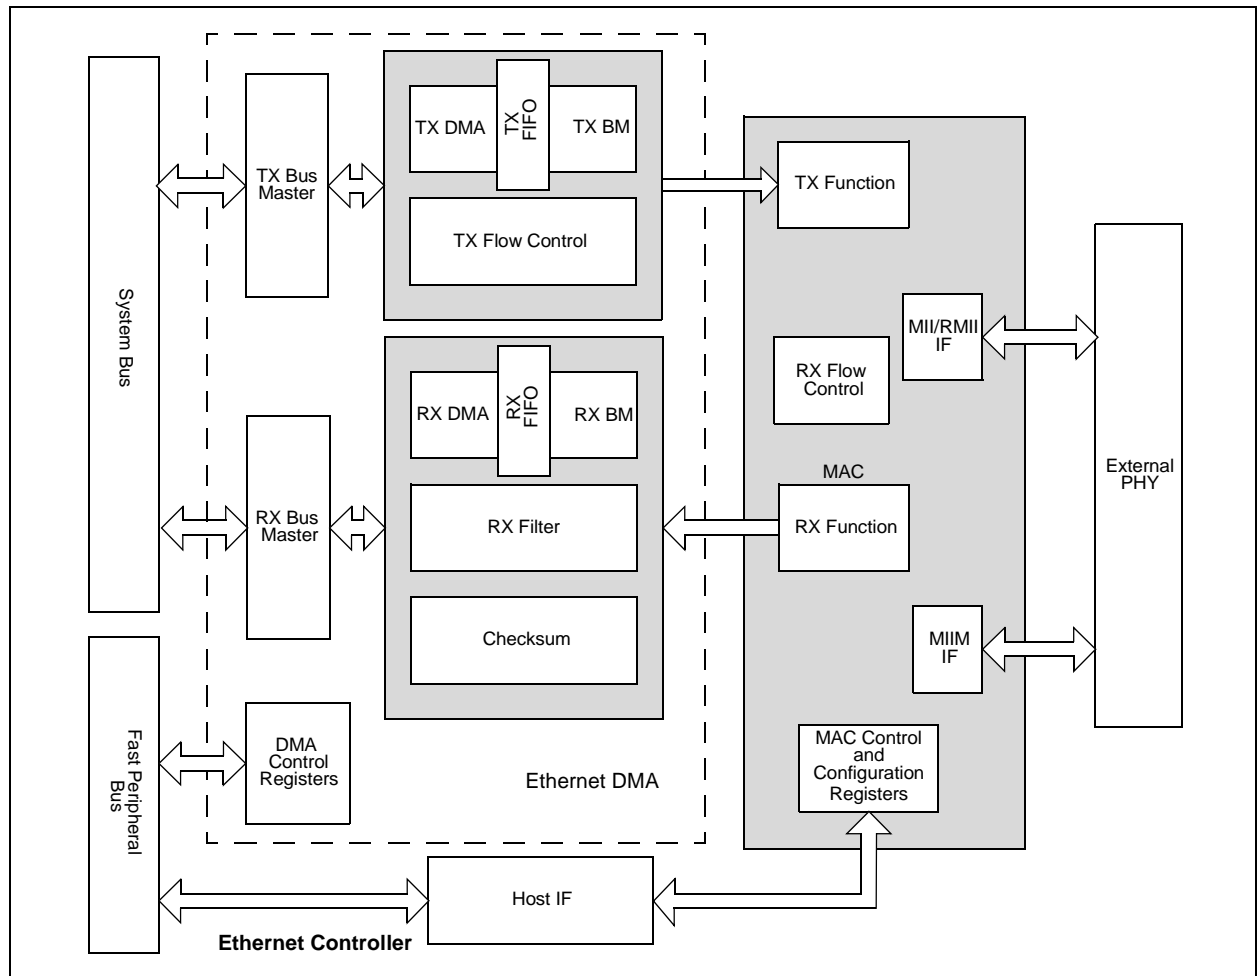 System Bus
TX Bus
Master
TX DMA
TX
FIFO
TX BM
TX Flow Control
TX Function
MII/RMII
IF
RX Flow
Control
RX Bus
Master
RX DMA
RX
FIFO
RX BM
RX Filter
Checksum
MAC
RX Function
External
PHY
MIIM
IF
Fast Peripheral
Bus
DMA
Control
Registers
Ethernet DMA
MAC Control
and
Configuration
Registers
Host IF
Ethernet Controller